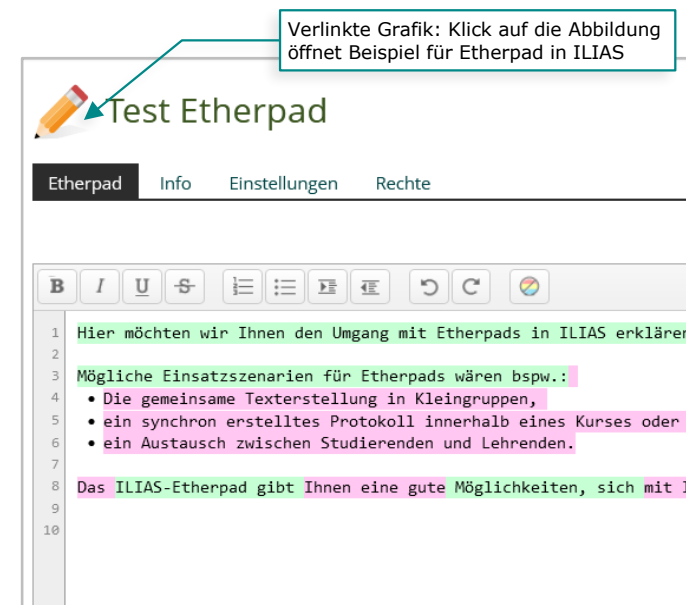 Verlinkte Grafik: Klick auf die Abbildung
öffnet Beispiel für Etherpad in ILIAS
Test Etherpad
Etherpad Info Einstellungen Rechte
B I U S
1 Hier möchten wir Ihnen den Umgang mit Etherpads in ILIAS erklären
2
3 Mögliche Einsatzszenarien für Etherpads wären bspw.:
4 • Die gemeinsame Texterstellung in Kleingruppen,
5 • ein synchron erstelltes Protokoll innerhalb eines Kurses oder
6 • ein Austausch zwischen Studierenden und Lehrenden.
7
8 Das ILIAS-Etherpad gibt Ihnen eine gute Möglichkeiten, sich mit
9
10